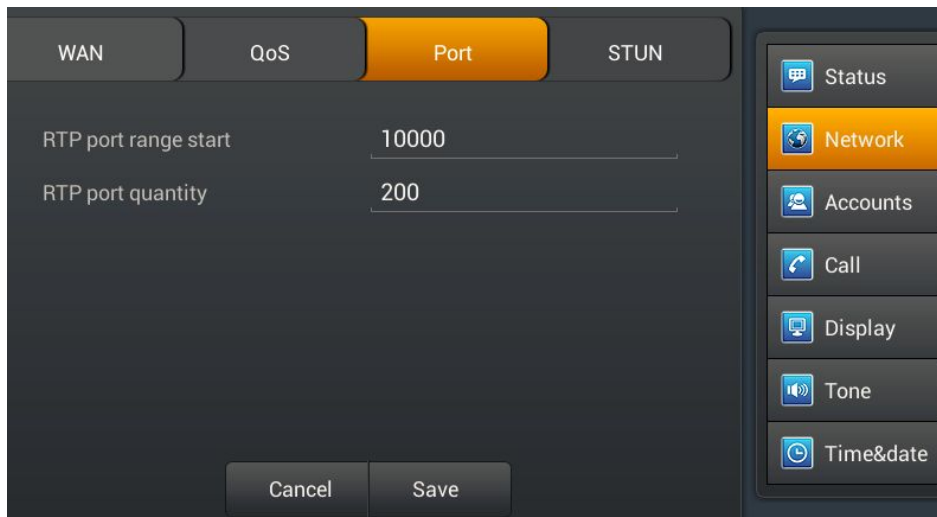 WAN QoS Port STUN
RTP port range start 10000
RTP port quantity 200
Cancel Save
Status
Network
Accounts
Call
Display
Tone
Time&date